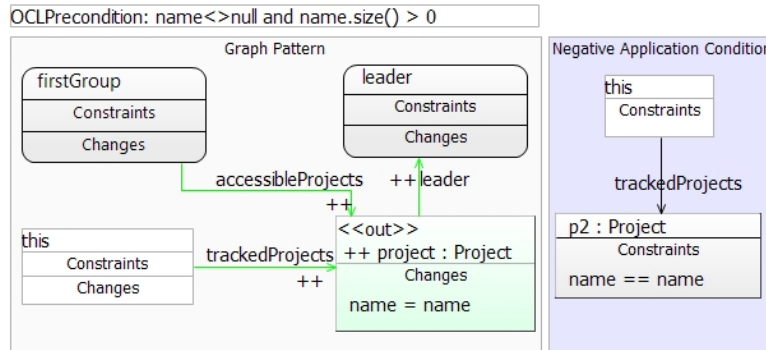 OCLPrecondition: name<>null and name.size() > 0
Graph Pattern
firstGroup
Constraints
Changes
leader
Constraints
Changes
accessibleProjects
++
++ leader
this
Constraints
Changes
trackedProjects
++
<<out>>
++ project : Project
Changes
name = name
Negative Application Condition
this
Constraints
trackedProjects
p2 : Project
Constraints
name == name